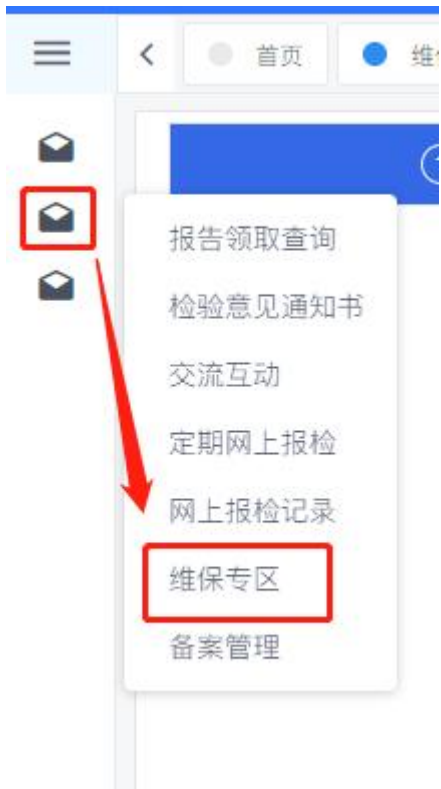 首页
报告领取查询
检验意见通知书
交流互动
定期网上报检
网上报检记录
维保专区
备案管理